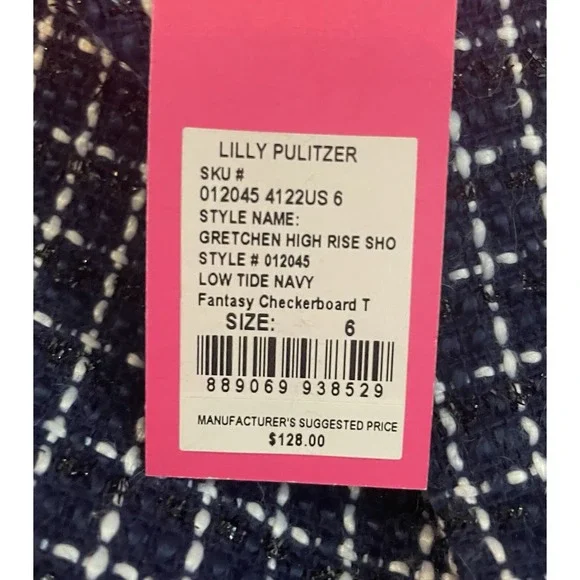 LILLY PULITZER
SKU #
012045 4122US 6
STYLE NAME:
GRETCHEN HIGH RISE SHO
STYLE # 012045
LOW TIDE NAVY
Fantasy Checkerboard T
SIZE: 6
889069 938529
MANUFACTURER'S SUGGESTED PRICE
$128.00